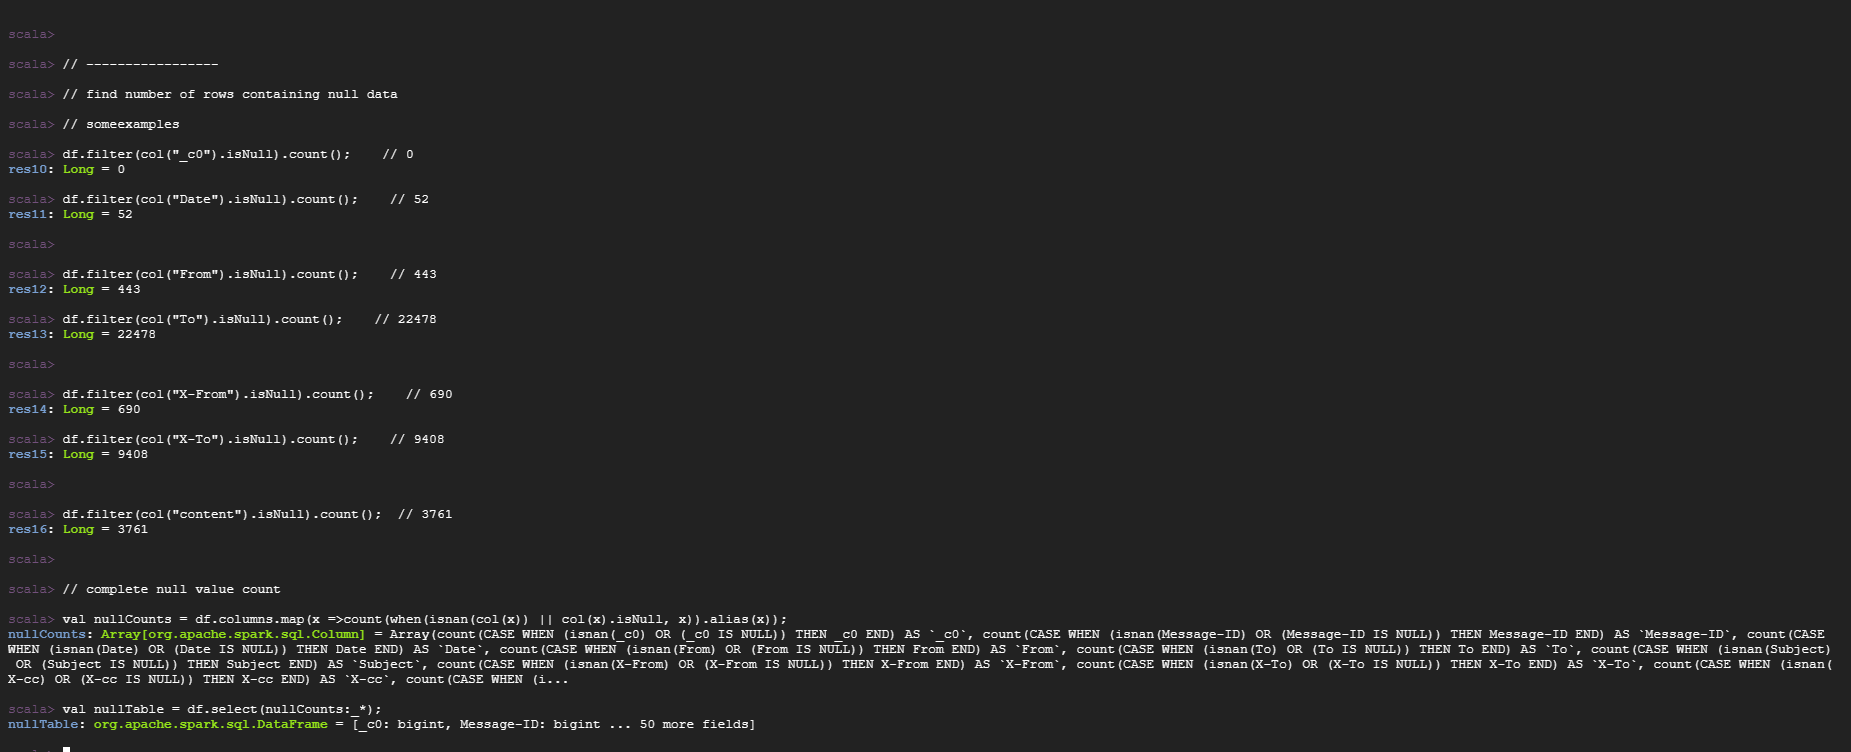 scala>
scala> // -----------------
scala> // find number of rows containing null data
scala> // someexamples
scala> df.filter(col("_c0").isNull).count();    // 0
res10: Long = 0
scala> df.filter(col("Date").isNull).count();    // 52
res11: Long = 52
scala>
scala> df.filter(col("From").isNull).count();    // 443
res12: Long = 443
scala> df.filter(col("To").isNull).count();    // 22478
res13: Long = 22478
scala>
scala> df.filter(col("X-From").isNull).count();    // 690
res14: Long = 690
scala> df.filter(col("X-To").isNull).count();    // 9408
res15: Long = 9408
scala>
scala> df.filter(col("content").isNull).count();  // 3761
res16: Long = 3761
scala>
scala> // complete null value count
scala> val nullCounts = df.columns.map(x =>count(when(isnan(col(x)) || col(x).isNull, x)).alias(x));
nullCounts: Array[org.apache.spark.sql.Column] = Array(count(CASE WHEN (isnan(_c0) OR (_c0 IS NULL)) THEN _c0 END) AS `_c0`, count(CASE WHEN (isnan(Message-ID) OR (Message-ID IS NULL)) THEN Message-ID END) AS `Message-ID`, count(CASE
WHEN (isnan(Date) OR (Date IS NULL)) THEN Date END) AS `Date`, count(CASE WHEN (isnan(From) OR (From IS NULL)) THEN From END) AS `From`, count(CASE WHEN (isnan(To) OR (To IS NULL)) THEN To END) AS `To`, count(CASE WHEN (isnan(Subject)
 OR (Subject IS NULL)) THEN Subject END) AS `Subject`, count(CASE WHEN (isnan(X-From) OR (X-From IS NULL)) THEN X-From END) AS `X-From`, count(CASE WHEN (isnan(X-To) OR (X-To IS NULL)) THEN X-To END) AS `X-To`, count(CASE WHEN (isnan(
X-cc) OR (X-cc IS NULL)) THEN X-cc END) AS `X-cc`, count(CASE WHEN (i...
scala> val nullTable = df.select(nullCounts:_*);
nullTable: org.apache.spark.sql.DataFrame = [_c0: bigint, Message-ID: bigint ... 50 more fields]